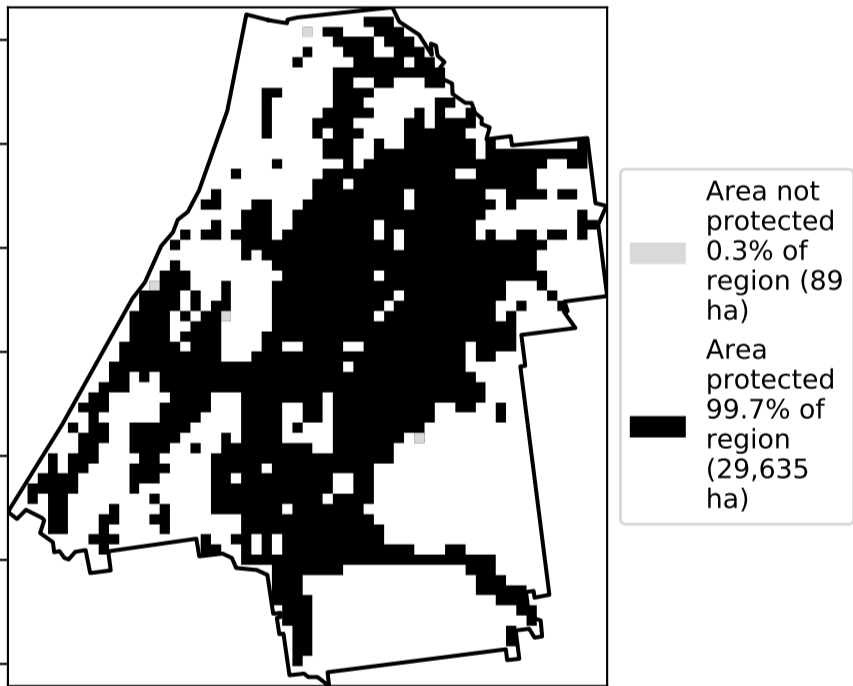 Area not
protected
0.3% of
region (89
ha)
Area
protected
99.7% of
region
(29,635
ha)